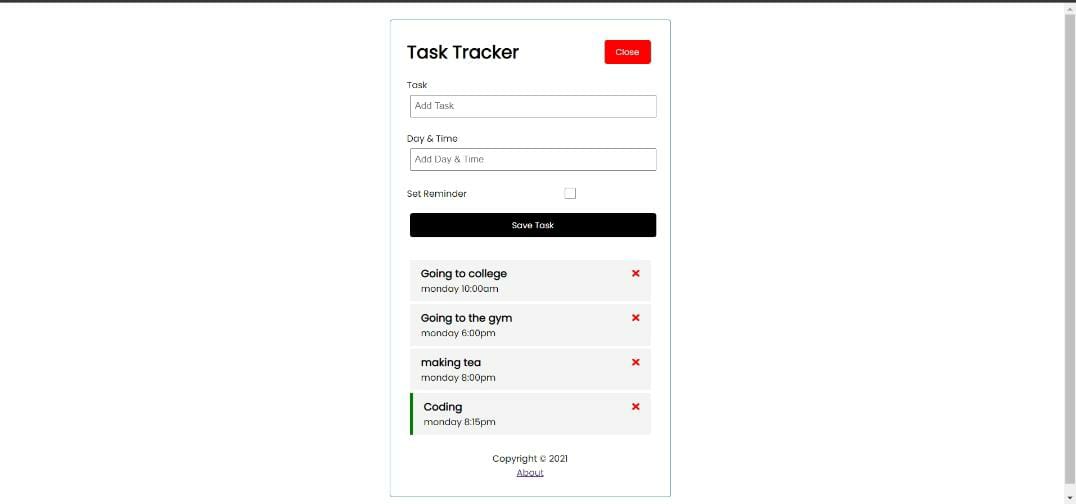 Task Tracker
Close
Task
Add Task
Day & Time
Add Day & Time
Set Reminder
Save Task
Going to college
monday 10:00am
Going to the gym
monday 6:00pm
making tea
monday 8:00pm
Coding
monday 8:15pm
Copyright © 2021
About